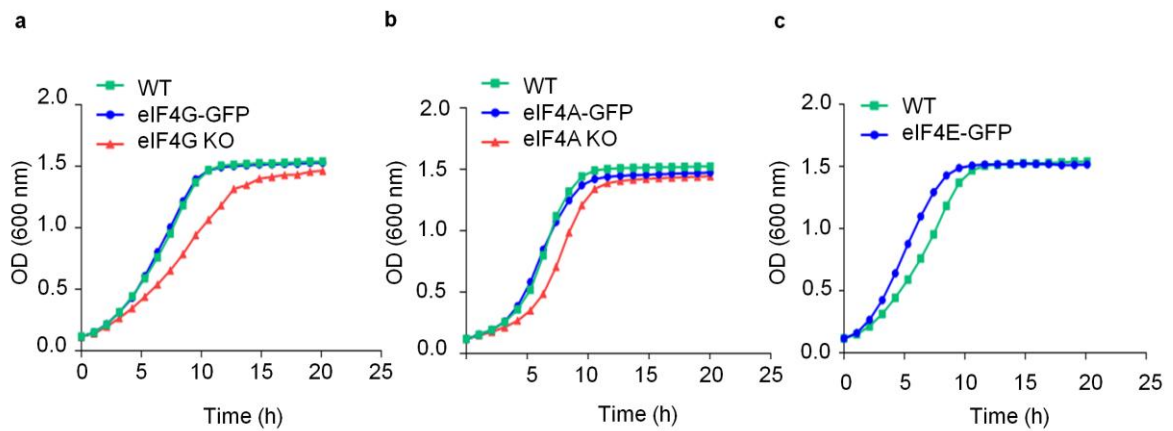 a
WT
eIF4G-GFP
eIF4G KO
OD (600 nm)
2.0
1.5
1.0
0.5
0.0
0 5 10 15 20 25
Time (h)
b
WT
eIF4A-GFP
eIF4A KO
OD (600 nm)
2.0
1.5
1.0
0.5
0.0
5 10 15 20 25
Time (h)
c
WT
eIF4E-GFP
OD (600 nm)
2.0
1.5
1.0
0.5
0.0
0 5 10 15 20 25
Time (h)